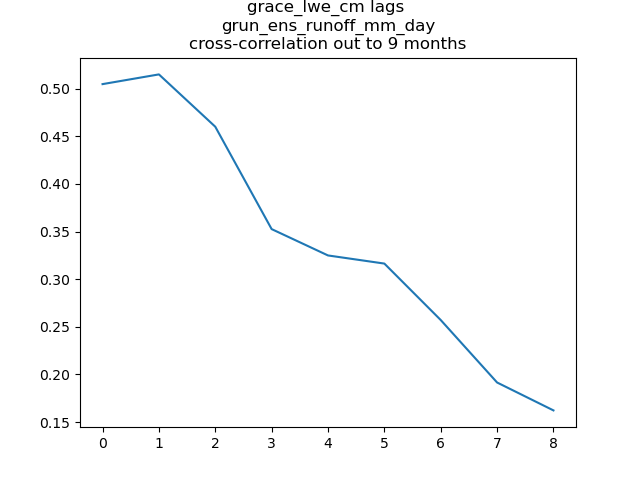 grace_lwe_cm lags
grun_ens_runoff_mm_day
cross-correlation out to 9 months
0.50
0.45
0.40
0.35
0.30
0.25
0.20
0.15
0 1 2 3 4 5 6 7 8